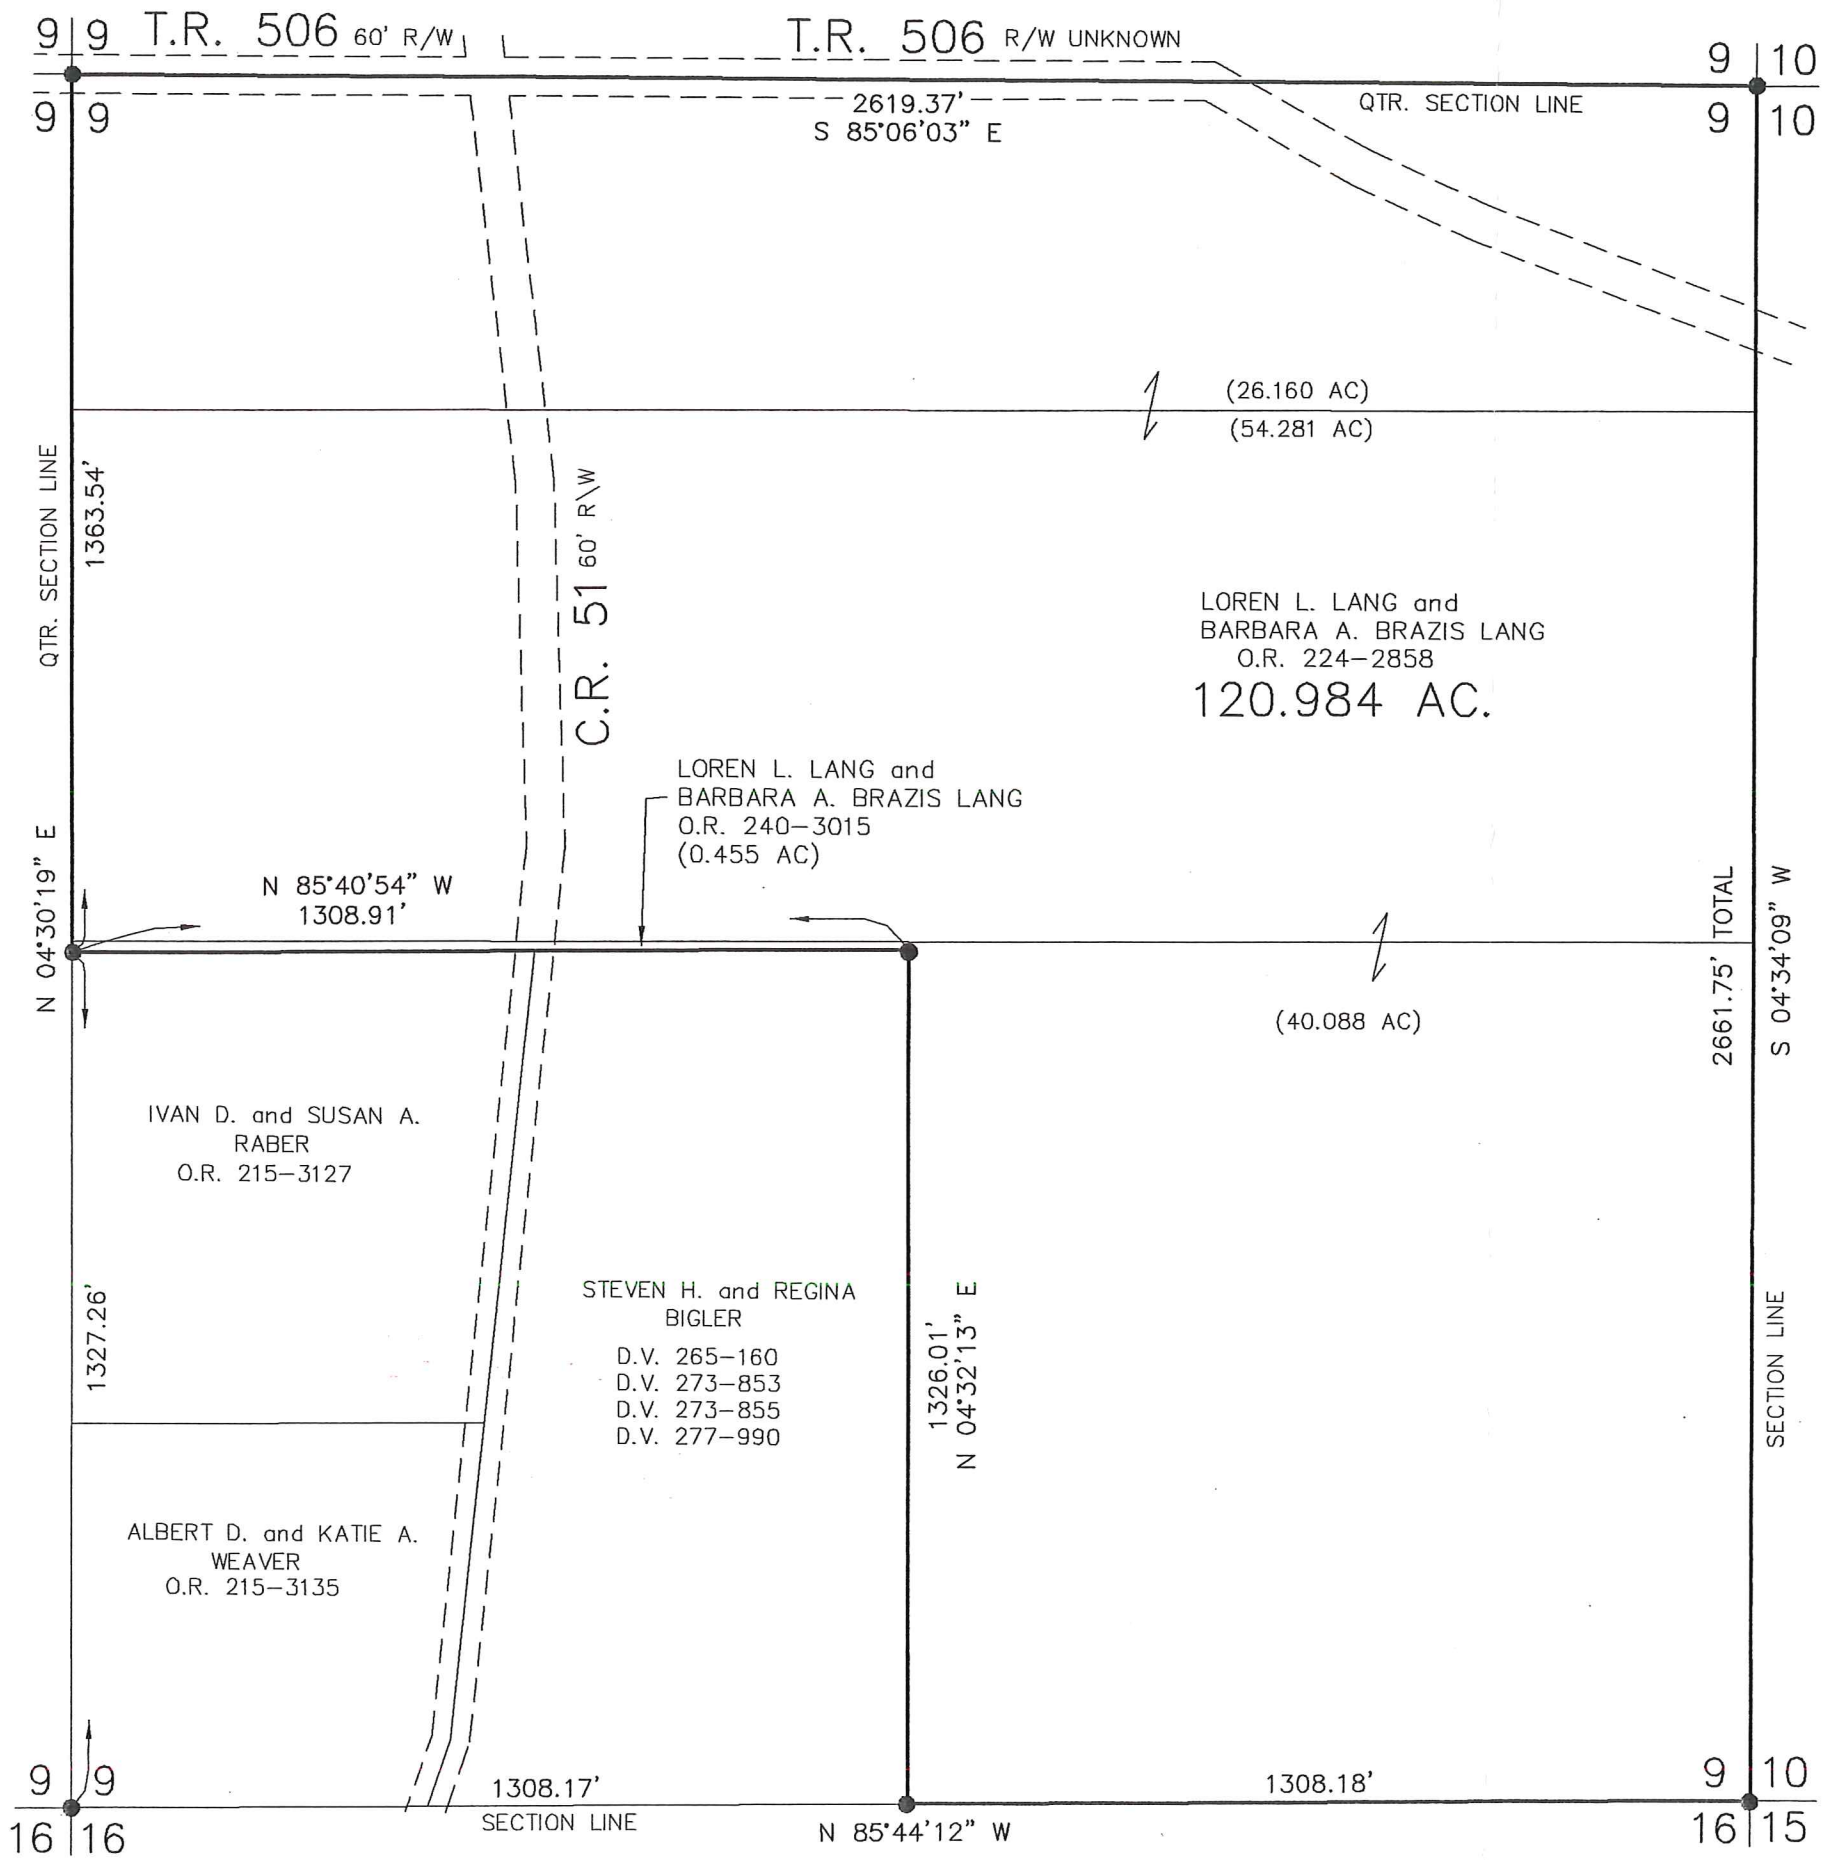 9 9 T.R. 506 60' R/W
T.R. 506 R/W UNKNOWN
9 10
9 9
2619.37'
S 85°06'03" E
QTR. SECTION LINE
9 10
(26.160 AC)
(54.281 AC)
QTR. SECTION LINE
1363.54'
C.R. 51 60' R\W
LOREN L. LANG and
BARBARA A. BRAZIS LANG
O.R. 224-2858
120.984 AC.
LOREN L. LANG and
BARBARA A. BRAZIS LANG
O.R. 240-3015
(0.455 AC)
N 04°30'19" E
N 85°40'54" W
1308.91'
2661.75' TOTAL
S 04°34'09" W
(40.088 AC)
IVAN D. and SUSAN A.
RABER
O.R. 215-3127
1327.26'
STEVEN H. and REGINA
BIGLER
D.V. 265-160
D.V. 273-853
D.V. 273-855
D.V. 277-990
1326.01'
N 04°32'13" E
SECTION LINE
ALBERT D. and KATIE A.
WEAVER
O.R. 215-3135
9 9
1308.17'
1308.18'
9 10
16 16
SECTION LINE
N 85°44'12" W
16 15